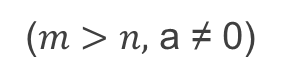 (m > n, a ≠ 0)